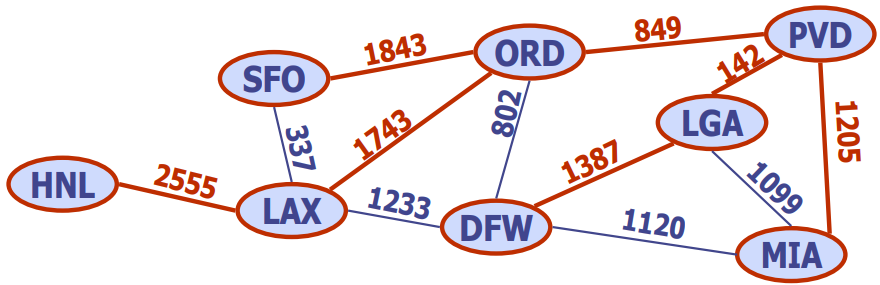 SFO
1843
ORD
849
PVD
142
LGA
1205
802
337
1743
1387
HNL
2555
LAX
1233
DFW
1120
1099
MIA